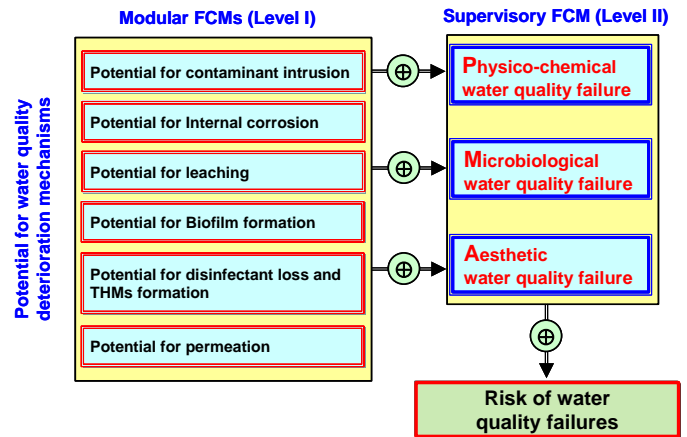 Modular FCMs (Level I)
Supervisory FCM (Level II)
Potential for water quality
deterioration mechanisms
Potential for contaminant intrusion
Potential for Internal corrosion
Potential for leaching
Potential for Biofilm formation
Potential for disinfectant loss and
THMs formation
Potential for permeation
Physico-chemical
water quality failure
Microbiological
water quality failure
Aesthetic
water quality failure
Risk of water
quality failures